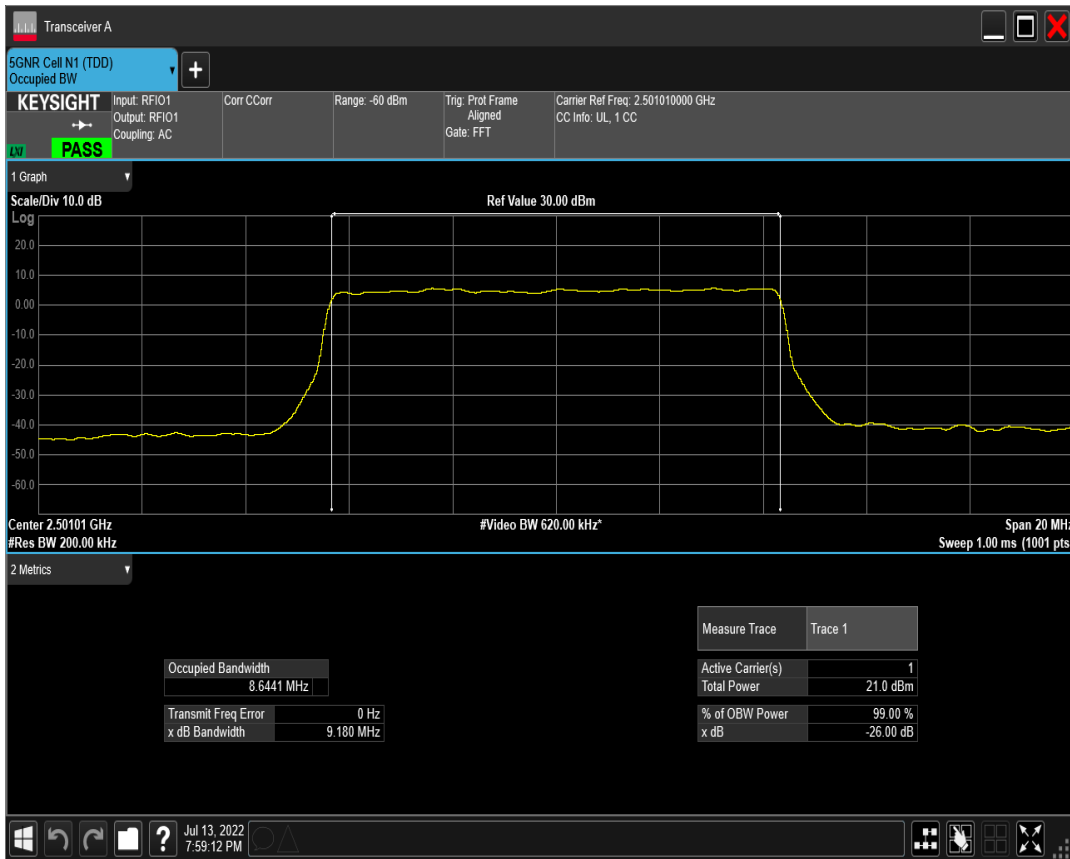 Transceiver A
5GNR Cell N1 (TDD)
Occupied BW
+
KEYSIGHT
LXI
PASS
Input: RFIO1
Output: RFIO1
Coupling: AC
Corr CCorr
Range: -60 dBm
Trig: Prot Frame
Aligned
Gate: FFT
Carrier Ref Freq: 2.501010000 GHz
CC Info: UL, 1 CC
1 Graph
Scale/Div 10.0 dB
Ref Value 30.00 dBm
Log
20.0
10.0
0.00
-10.0
-20.0
-30.0
-40.0
-50.0
-60.0
Center 2.50101 GHz
#Video BW 620.00 kHz*
Span 20 MHz
#Res BW 200.00 kHz
Sweep 1.00 ms (1001 pts
2 Metrics
Measure Trace Trace 1
Occupied Bandwidth
8.6441 MHz
Active Carrier(s) 1
Total Power 21.0 dBm
Transmit Freq Error 0 Hz
x dB Bandwidth 9.180 MHz
% of OBW Power 99.00 %
x dB -26.00 dB
?
Jul 13, 2022
7:59:12 PM